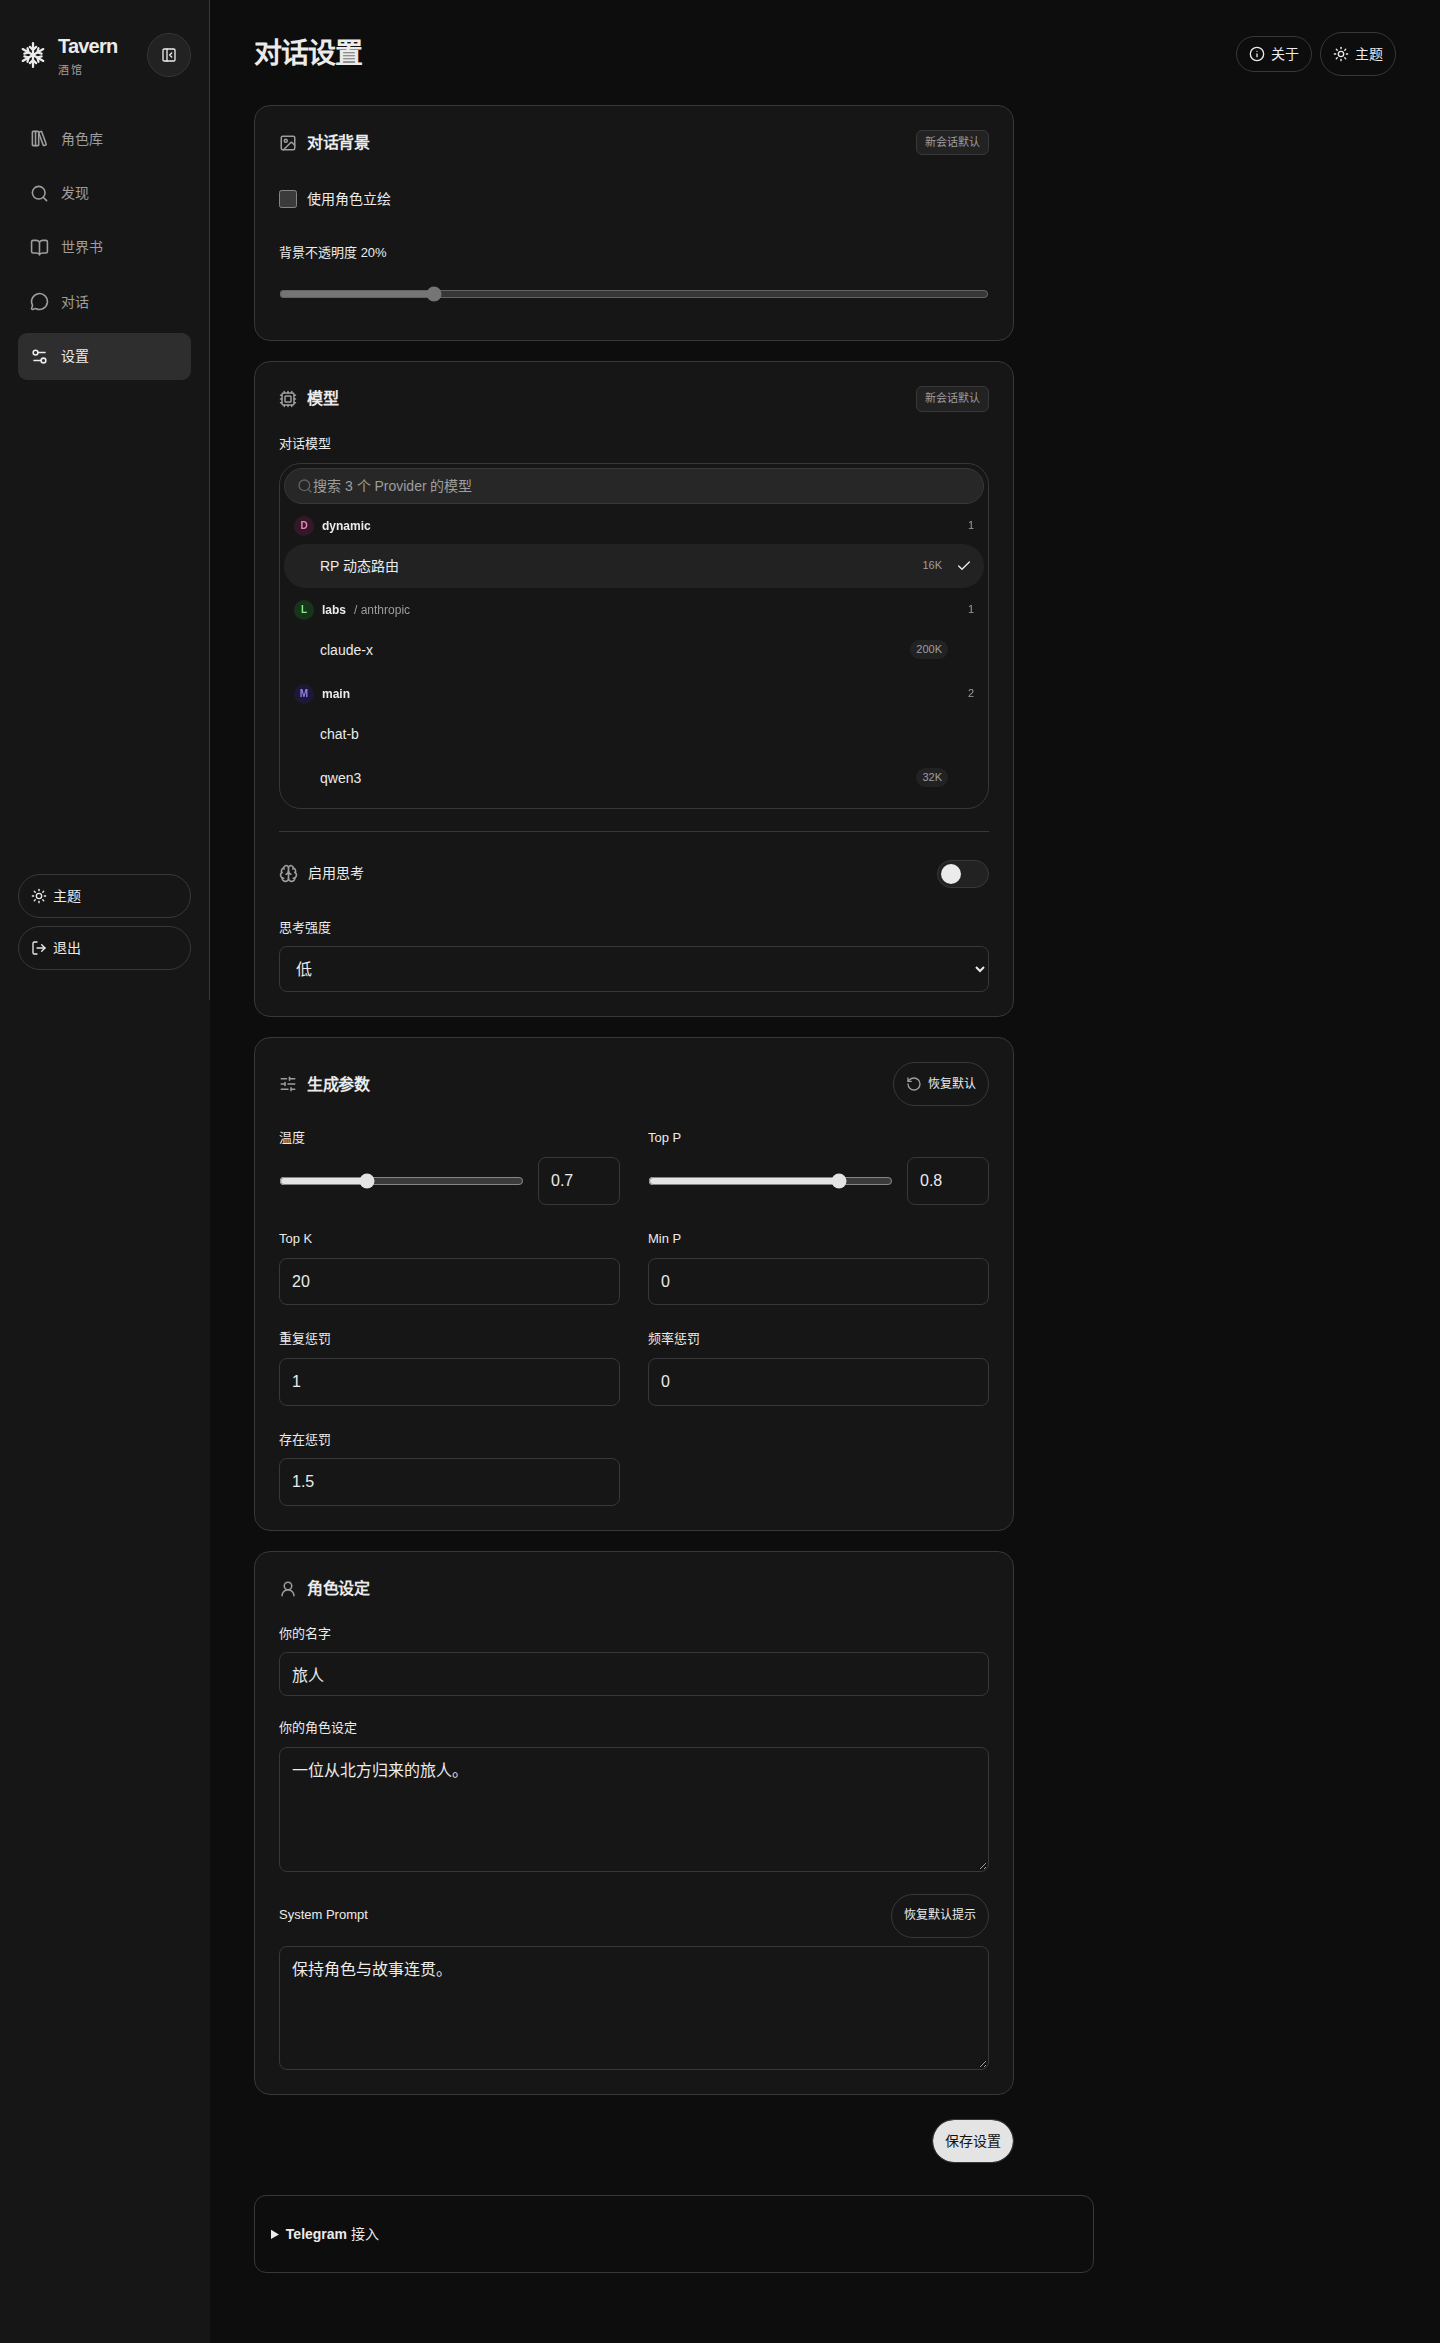 Tavern
酒馆
角色库
发现
世界书
对话
设置
主题
退出
对话设置
关于
主题
对话背景
新会话默认
使用角色立绘
背景不透明度 20%
模型
新会话默认
对话模型
搜索 3 个 Provider 的模型
D dynamic 1
RP 动态路由 16K
L labs / anthropic 1
claude-x 200K
M main 2
chat-b
qwen3 32K
启用思考
思考强度
低
生成参数
恢复默认
温度 Top P
0.7 0.8
Top K Min P
20 0
重复惩罚 频率惩罚
1 0
存在惩罚
1.5
角色设定
你的名字
旅人
你的角色设定
一位从北方归来的旅人。
System Prompt
恢复默认提示
保持角色与故事连贯。
保存设置
Telegram 接入